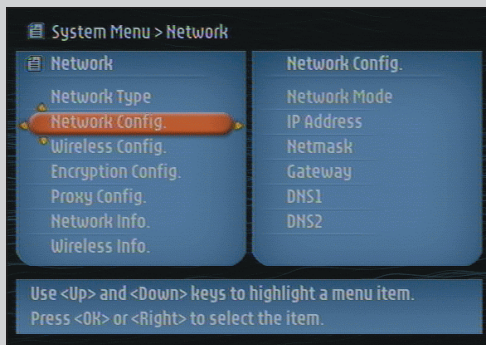 System Menu > Network
Network
Network Type
Network Config.
Wireless Config.
Encryption Config.
Proxy Config.
Network Info.
Wireless Info.
Network Config.
Network Mode
IP Address
Netmask
Gateway
DNS1
DNS2
Use <Up> and <Down> keys to highlight a menu item.
Press <OK> or <Right> to select the item.